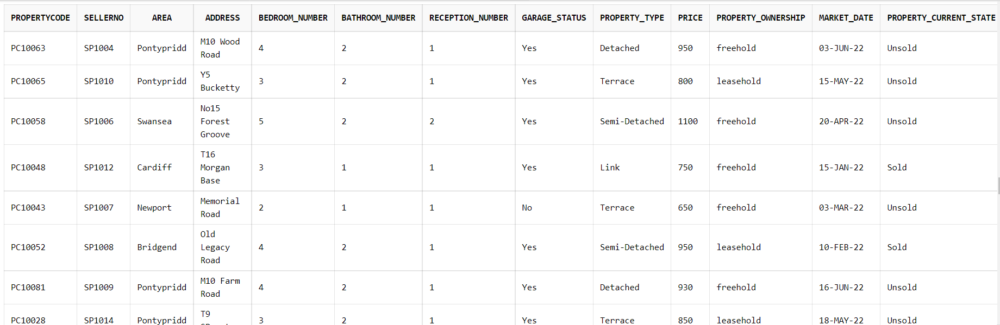 PROPERTYCODE SELLERNO AREA ADDRESS BEDROOM_NUMBER BATHROOM_NUMBER RECEPTION_NUMBER GARAGE_STATUS PROPERTY_TYPE PRICE PROPERTY_OWNERSHIP MARKET_DATE PROPERTY_CURRENT_STATE
PC10063 SP1004 Pontypridd M10 Wood Road 4 2 1 Yes Detached 950 freehold 03-JUN-22 Unsold
PC10065 SP1010 Pontypridd Y5 Bucketty 3 2 1 Yes Terrace 800 leasehold 15-MAY-22 Unsold
PC10058 SP1006 Swansea No15 Forest Groove 5 2 2 Yes Semi-Detached 1100 freehold 20-APR-22 Unsold
PC10048 SP1012 Cardiff T16 Morgan Base 3 1 1 Yes Link 750 freehold 15-JAN-22 Sold
PC10043 SP1007 Newport Memorial Road 2 1 1 No Terrace 650 freehold 03-MAR-22 Unsold
PC10052 SP1008 Bridgend Old Legacy Road 4 2 1 Yes Semi-Detached 950 leasehold 10-FEB-22 Sold
PC10081 SP1009 Pontypridd M10 Farm Road 4 2 1 Yes Detached 930 freehold 16-JUN-22 Unsold
PC10028 SP1014 Pontypridd T9 3 2 1 Yes Terrace 850 leasehold 18-MAY-22 Unsold